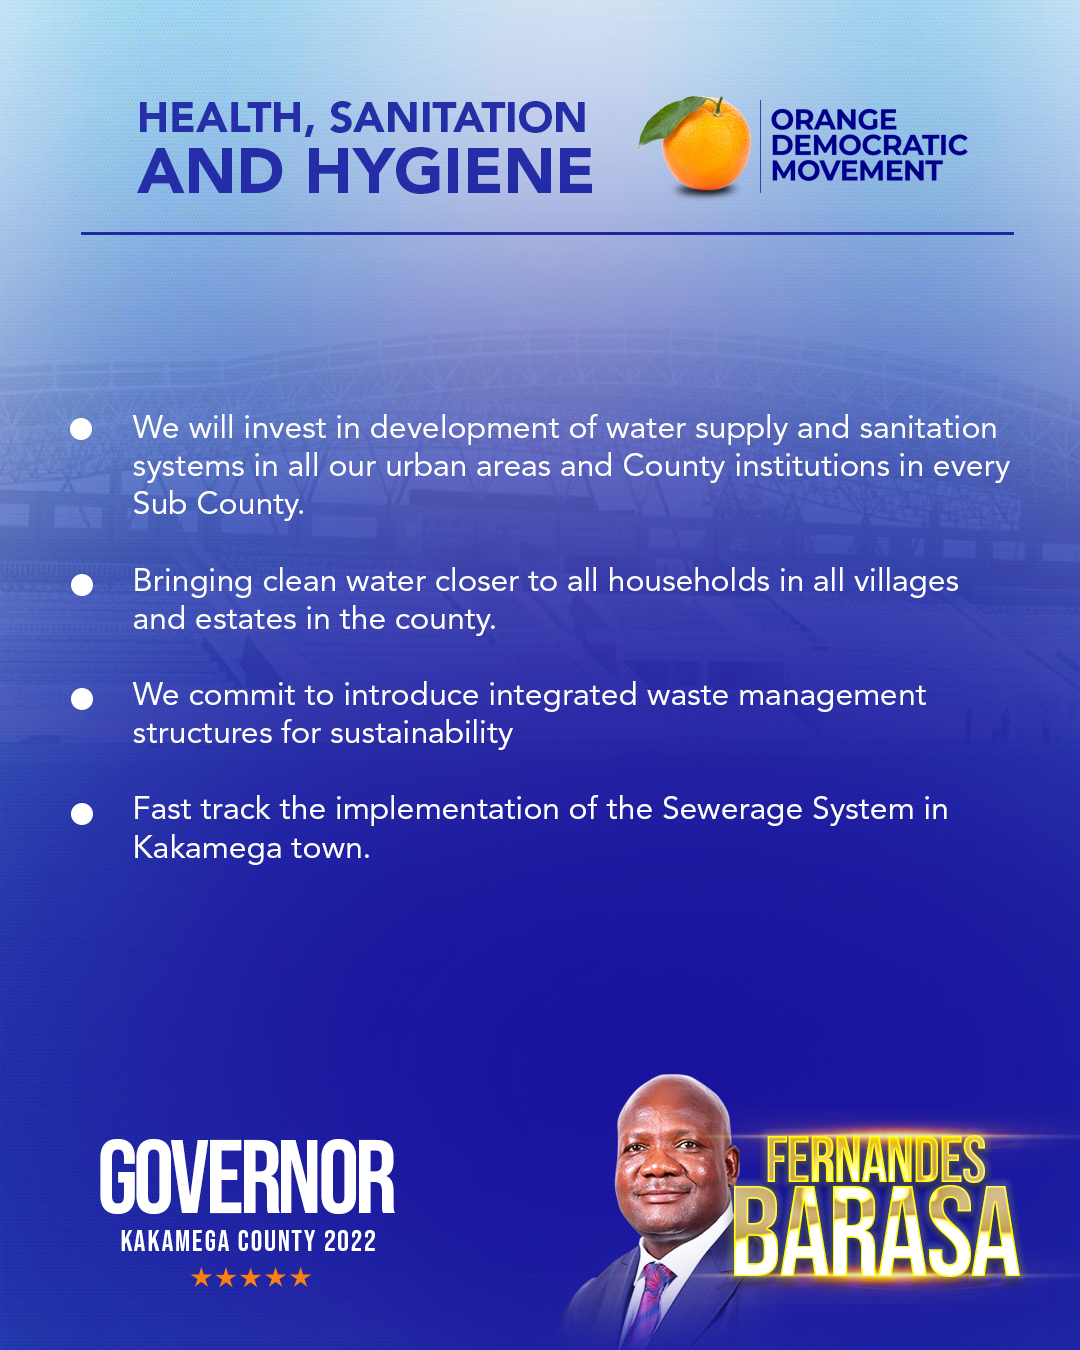 HEALTH, SANITATION
AND HYGIENE
ORANGE
DEMOCRATIC
MOVEMENT
We will invest in development of water supply and sanitation
systems in all our urban areas and County institutions in every
Sub County.
Bringing clean water closer to all households in all villages
and estates in the county.
We commit to introduce integrated waste management
structures for sustainability
Fast track the implementation of the Sewerage System in
Kakamega town.
GOVERNOR
KAKAMEGA COUNTY 2022
FERNANDES
BARASA